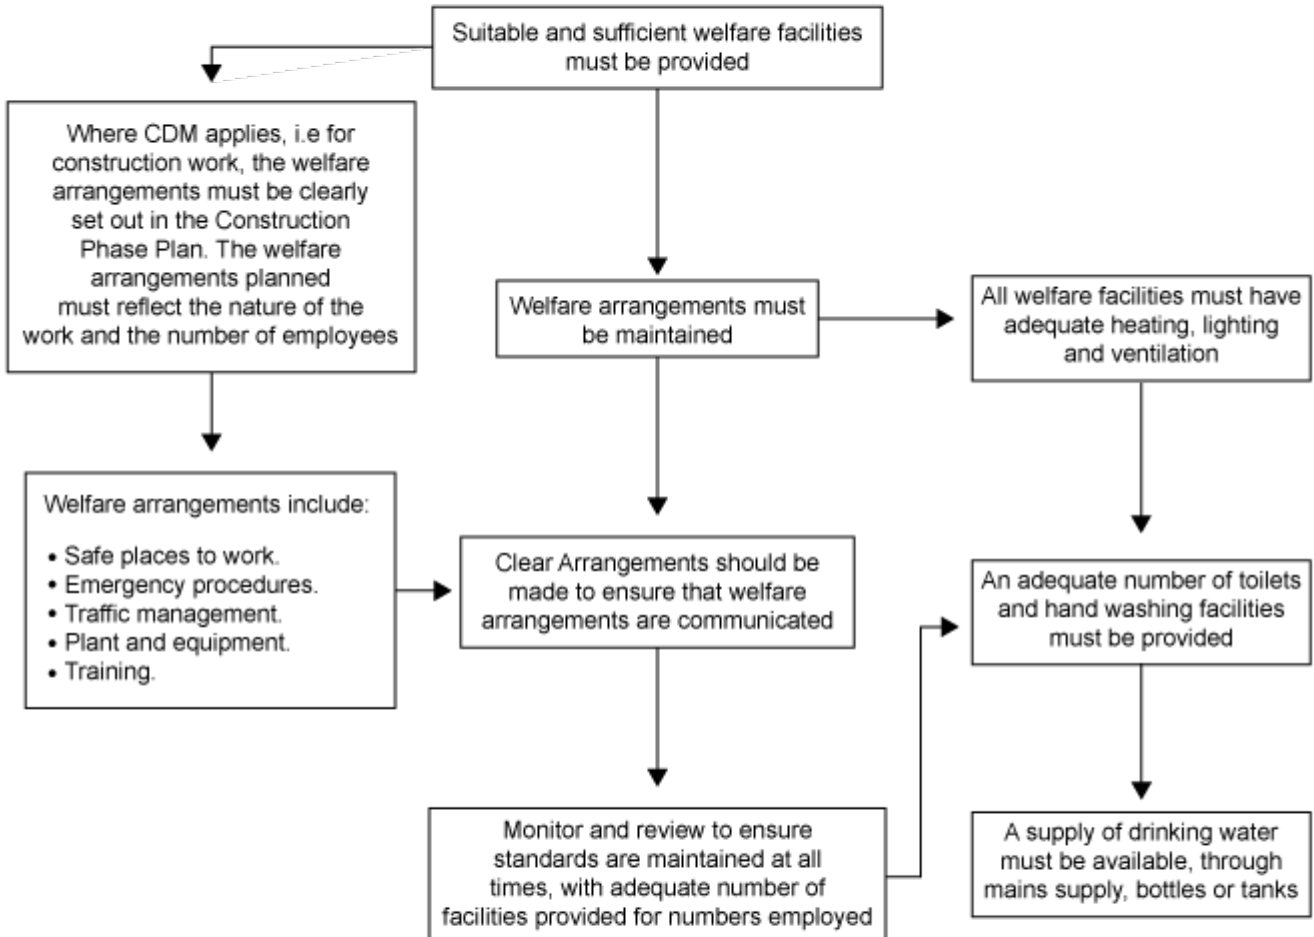 Suitable and sufficient welfare facilities
must be provided
Where CDM applies, i.e for
construction work, the welfare
arrangements must be clearly
set out in the Construction
Phase Plan. The welfare
arrangements planned
must reflect the nature of the
work and the number of employees
Welfare arrangements must
be maintained
All welfare facilities must have
adequate heating, lighting
and ventilation
Welfare arrangements include:
• Safe places to work.
• Emergency procedures.
• Traffic management.
• Plant and equipment.
• Training.
Clear Arrangements should be
made to ensure that welfare
arrangements are communicated
An adequate number of toilets
and hand washing facilities
must be provided
Monitor and review to ensure
standards are maintained at all
times, with adequate number of
facilities provided for numbers employed
A supply of drinking water
must be available, through
mains supply, bottles or tanks